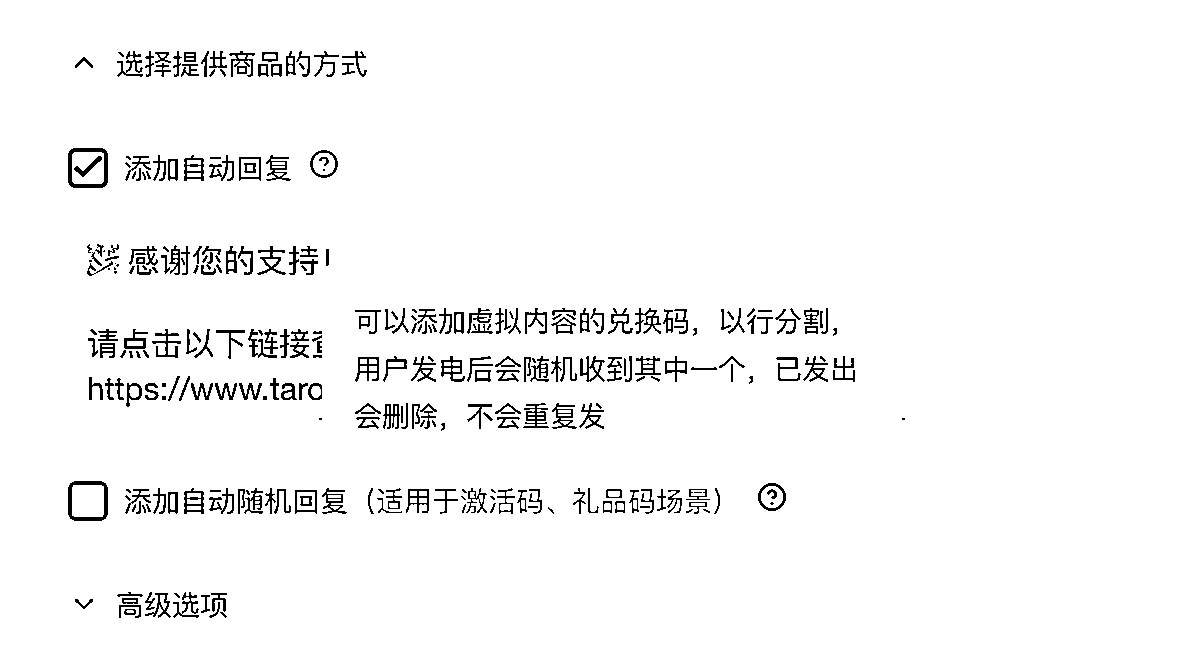 选择提供商品的方式
添加自动回复
感谢您的支持
可以添加虚拟内容的兑换码，以行分割，
请点击以下链接
用户发电后会随机收到其中一个，已发出
https://www.taro
会删除，不会重复发
添加自动随机回复（适用于激活码、礼品码场景）
高级选项